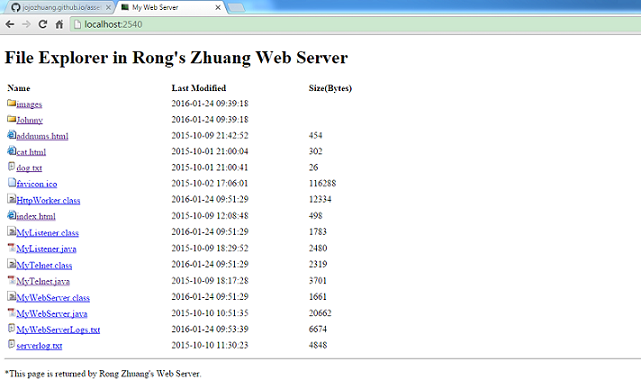 jojozhuang.github.io/asse
My Web Server
localhost:2540
File Explorer in Rong's Zhuang Web Server
Name Last Modified Size(Bytes)
images 2016-01-24 09:39:18
Johnny 2016-01-24 09:39:18
addnums.html 2015-10-09 21:42:52 454
cat.html 2015-10-01 21:00:04 302
dog.txt 2015-10-01 21:00:41 26
favicon.ico 2015-10-02 17:06:01 116288
HttpWorker.class 2016-01-24 09:51:29 12334
index.html 2015-10-09 12:08:48 498
MyListener.class 2016-01-24 09:51:29 1783
MyListener.java 2015-10-09 18:29:52 2480
MyTelnet.class 2016-01-24 09:51:29 2319
MyTelnet.java 2015-10-09 18:17:28 3701
MyWebServer.class 2016-01-24 09:51:29 1661
MyWebServer.java 2015-10-10 10:51:35 20662
MyWebServerLogs.txt 2016-01-24 09:53:39 6674
serverlog.txt 2015-10-10 11:30:23 4848
*This page is returned by Rong Zhuang's Web Server.